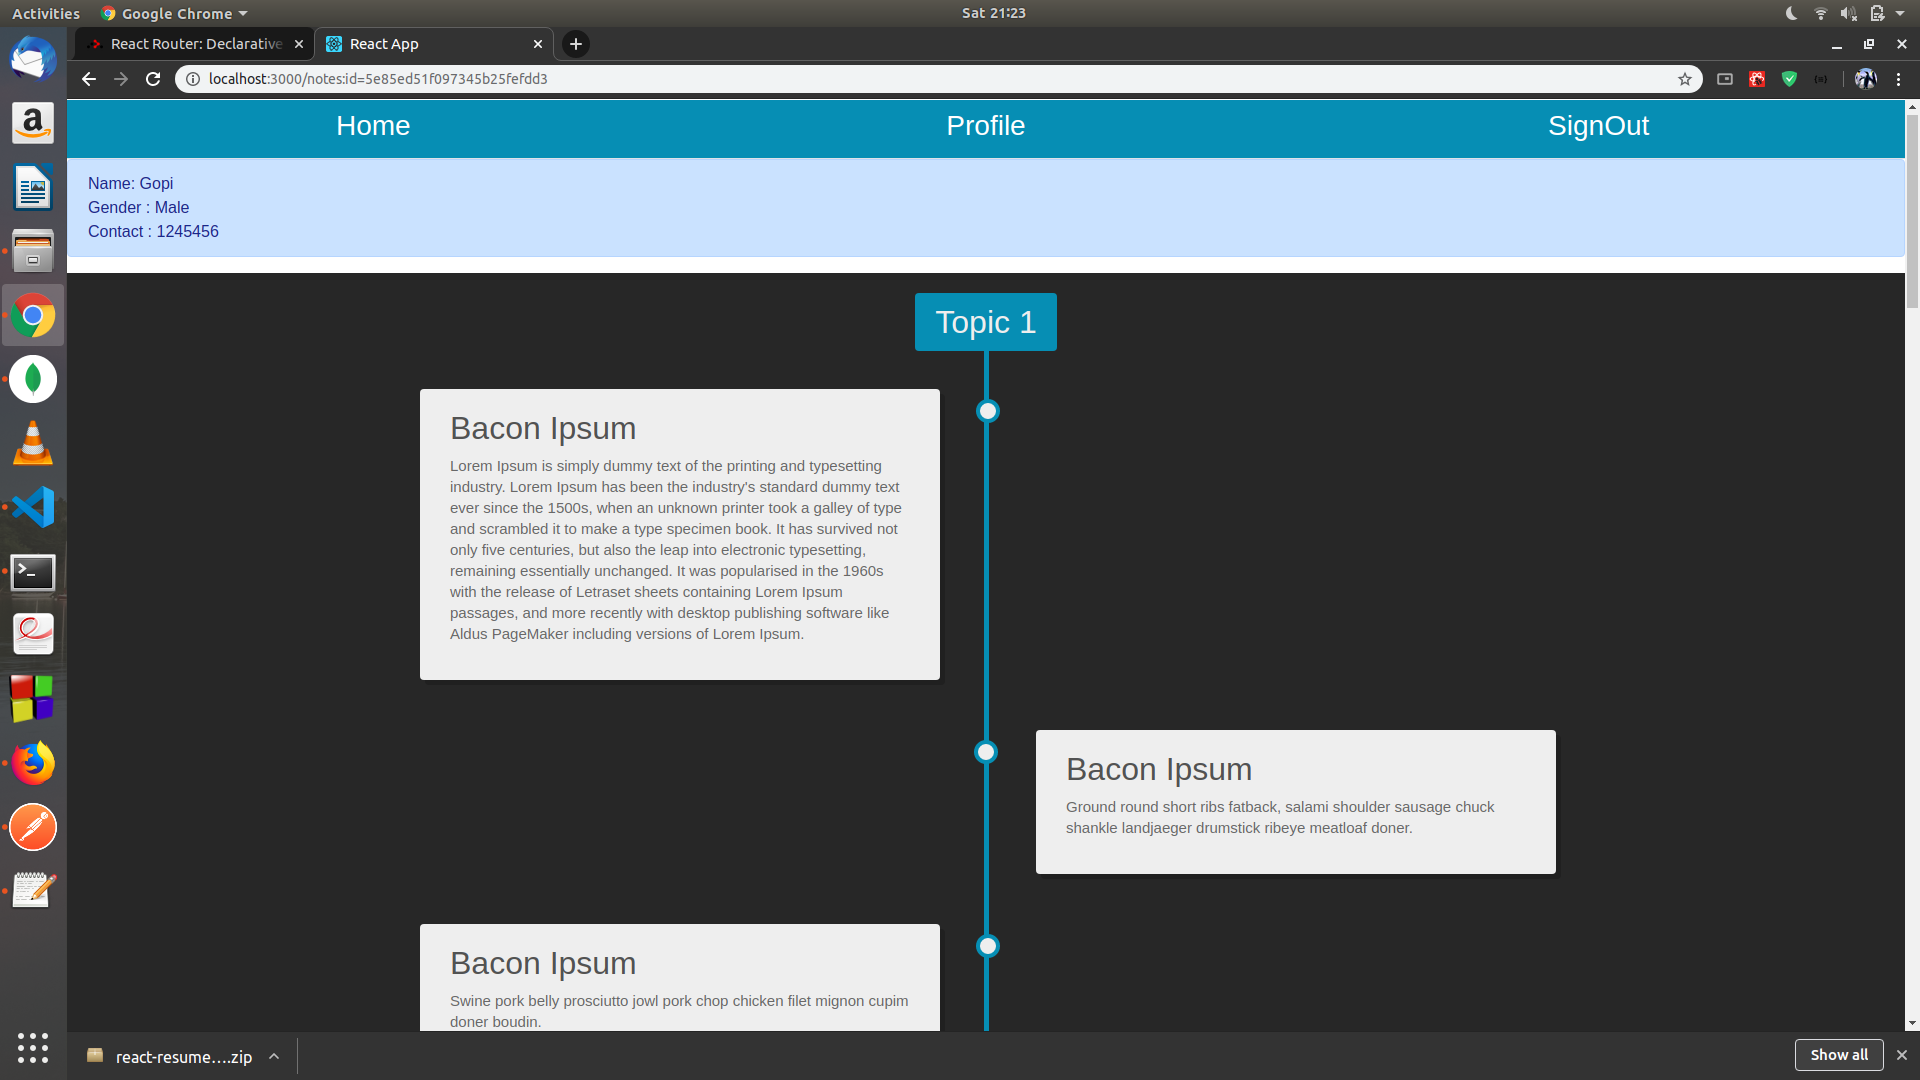 Activities
Google Chrome
Sat 21:23
React Router: Declarative
React App
localhost:3000/notes:id=5e85ed51f097345b25fefdd3
Home
Profile
SignOut
Name: Gopi
Gender : Male
Contact : 1245456
Topic 1
Bacon Ipsum
Lorem Ipsum is simply dummy text of the printing and typesetting
industry. Lorem Ipsum has been the industry's standard dummy text
ever since the 1500s, when an unknown printer took a galley of type
and scrambled it to make a type specimen book. It has survived not
only five centuries, but also the leap into electronic typesetting,
remaining essentially unchanged. It was popularised in the 1960s
with the release of Letraset sheets containing Lorem Ipsum
passages, and more recently with desktop publishing software like
Aldus PageMaker including versions of Lorem Ipsum.
Bacon Ipsum
Ground round short ribs fatback, salami shoulder sausage chuck
shankle landjaeger drumstick ribeye meatloaf doner.
Bacon Ipsum
Swine pork belly prosciutto jowl pork chop chicken filet mignon cupim
doner boudin.
react-resume....zip
Show all